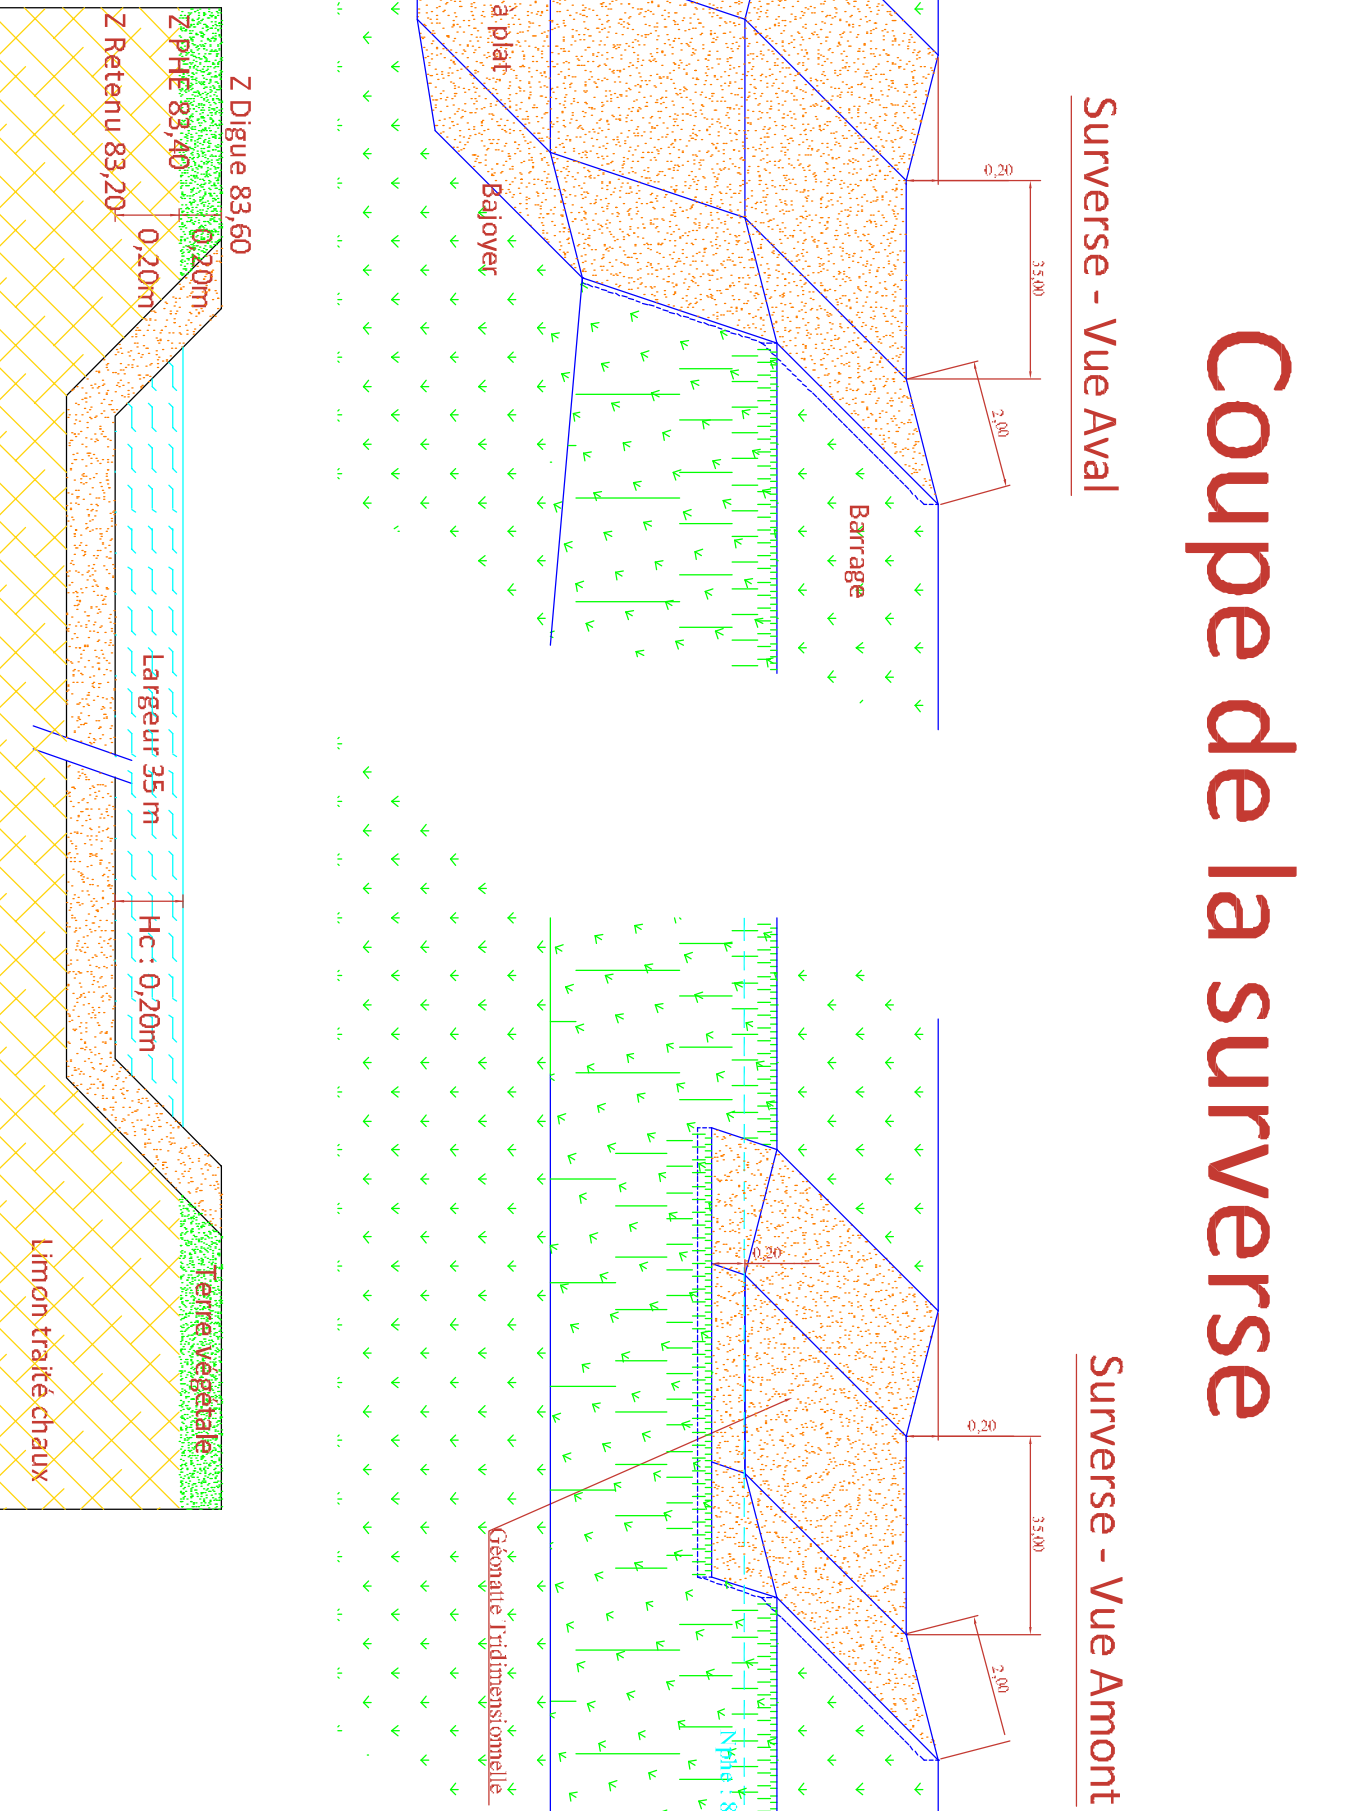 Coupe de la surverse
Surverse - Vue Aval
0,20
35,00
2,00
Barrage
à plat
Bajoyer
Surverse - Vue Amont
0,20
35,00
2,00
0,20
Nphe : 8
Géonatte Tridimensionnelle
Z Digue 83,60
Z PHE 83,40
0,20m
Z Retenu 83,20
0,20m
Largeur 35 m
Hc : 0,20m
Terre végétale
Limon traité chaux